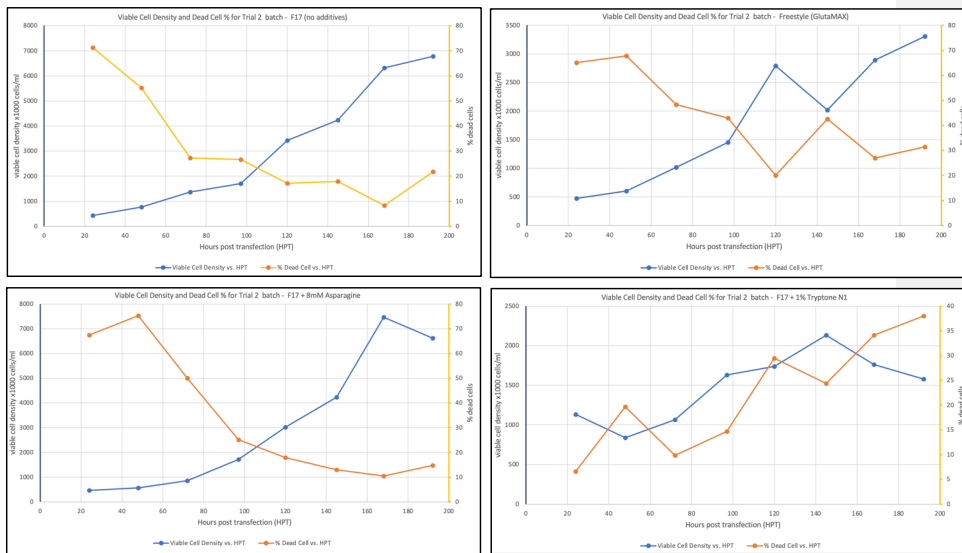 Viable Cell Density and Dead Cell % for Trial 2 batch - F17 (no additives)
viable cell density x1000 cells/ml
8000
7000
6000
5000
4000
3000
2000
1000
0
80
70
60
50
40
30
20
10
0
% dead cells
0 20 40 60 80 100 120 140 160 180 200
Hours post transfection (HPT)
Viable Cell Density vs. HPT % Dead Cell vs. HPT
Viable Cell Density and Dead Cell % for Trial 2 batch - Freestyle (GlutaMAX)
viable cell density x1000 cells/ml
3500
3000
2500
2000
1500
1000
500
0
80
70
60
50
40
30
20
10
0
% dead cells
0 20 40 60 80 100 120 140 160 180 200
Hours post transfection (HPT)
Viable Cell Density vs. HPT % Dead Cell vs. HPT
Viable Cell Density and Dead Cell % for Trial 2 batch - F17 + 8mM Asparagine
viable cell density x1000 cells/ml
8000
7000
6000
5000
4000
3000
2000
1000
0
80
70
60
50
40
30
20
10
0
% dead cells
0 20 40 60 80 100 120 140 160 180 200
Hours post transfection (HPT)
Viable Cell Density vs. HPT % Dead Cell vs. HPT
Viable Cell Density and Dead Cell % for Trial 2 batch - F17 + 1% Tryptone N1
viable cell density x1000 cells/ml
2500
2000
1500
1000
500
0
40
35
30
25
20
15
10
5
0
% dead cells
0 20 40 60 80 100 120 140 160 180 200
Hours post transfection (HPT)
Viable Cell Density vs. HPT % Dead Cell vs. HPT